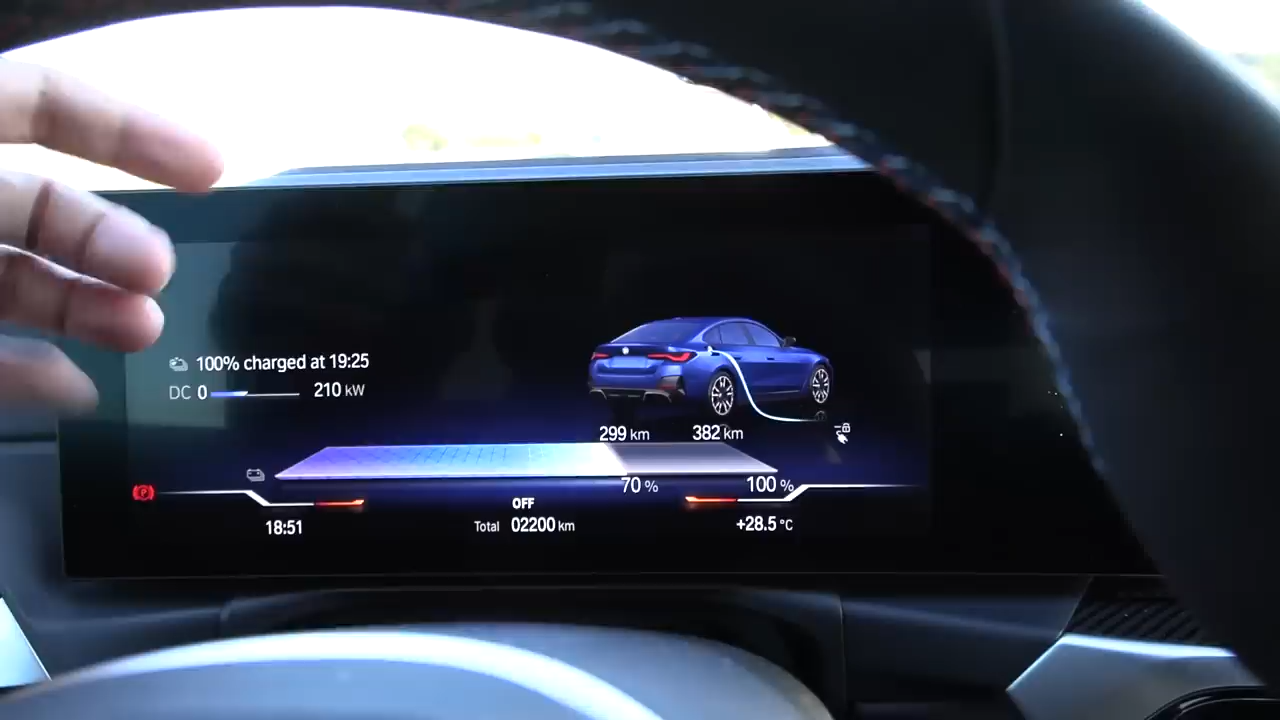 100% charged at 19:25
DC 0 210 kW
299 km 382 km
70 % 100 %
P
OFF
18:51 Total 02200 km +28.5 °C